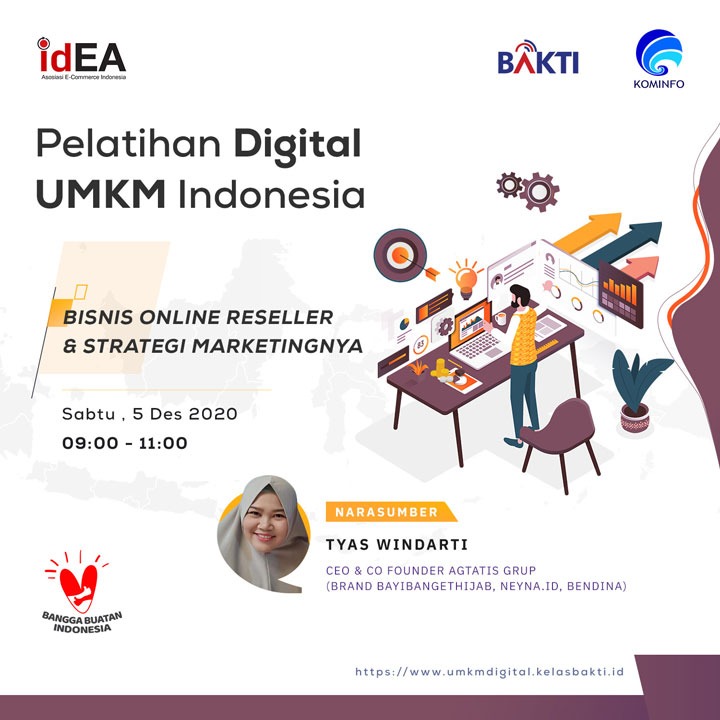 idEA
Asosiasi E-Commerce Indonesia
BAKTI
KOMINFO
Pelatihan Digital
UMKM Indonesia
BISNIS ONLINE RESELLER
& STRATEGI MARKETINGNYA
Sabtu , 5 Des 2020
09:00 - 11:00
NARASUMBER
TYAS WINDARTI
CEO & CO FOUNDER AGTATIS GRUP
(BRAND BAYIBANGETHIJAB, NEYNA.ID, BENDINA)
BANGGA BUATAN
INDONESIA
https://www.umkmdigital.kelasbakti.id